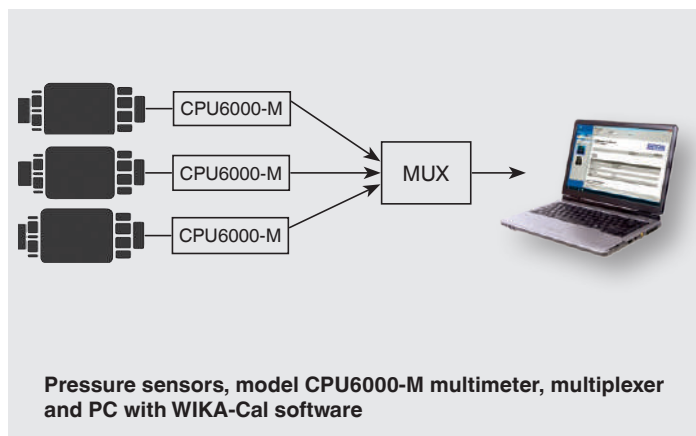 CPU6000-M
CPU6000-M
MUX
CPU6000-M
Pressure sensors, model CPU6000-M multimeter, multiplexer
and PC with WIKA-Cal software